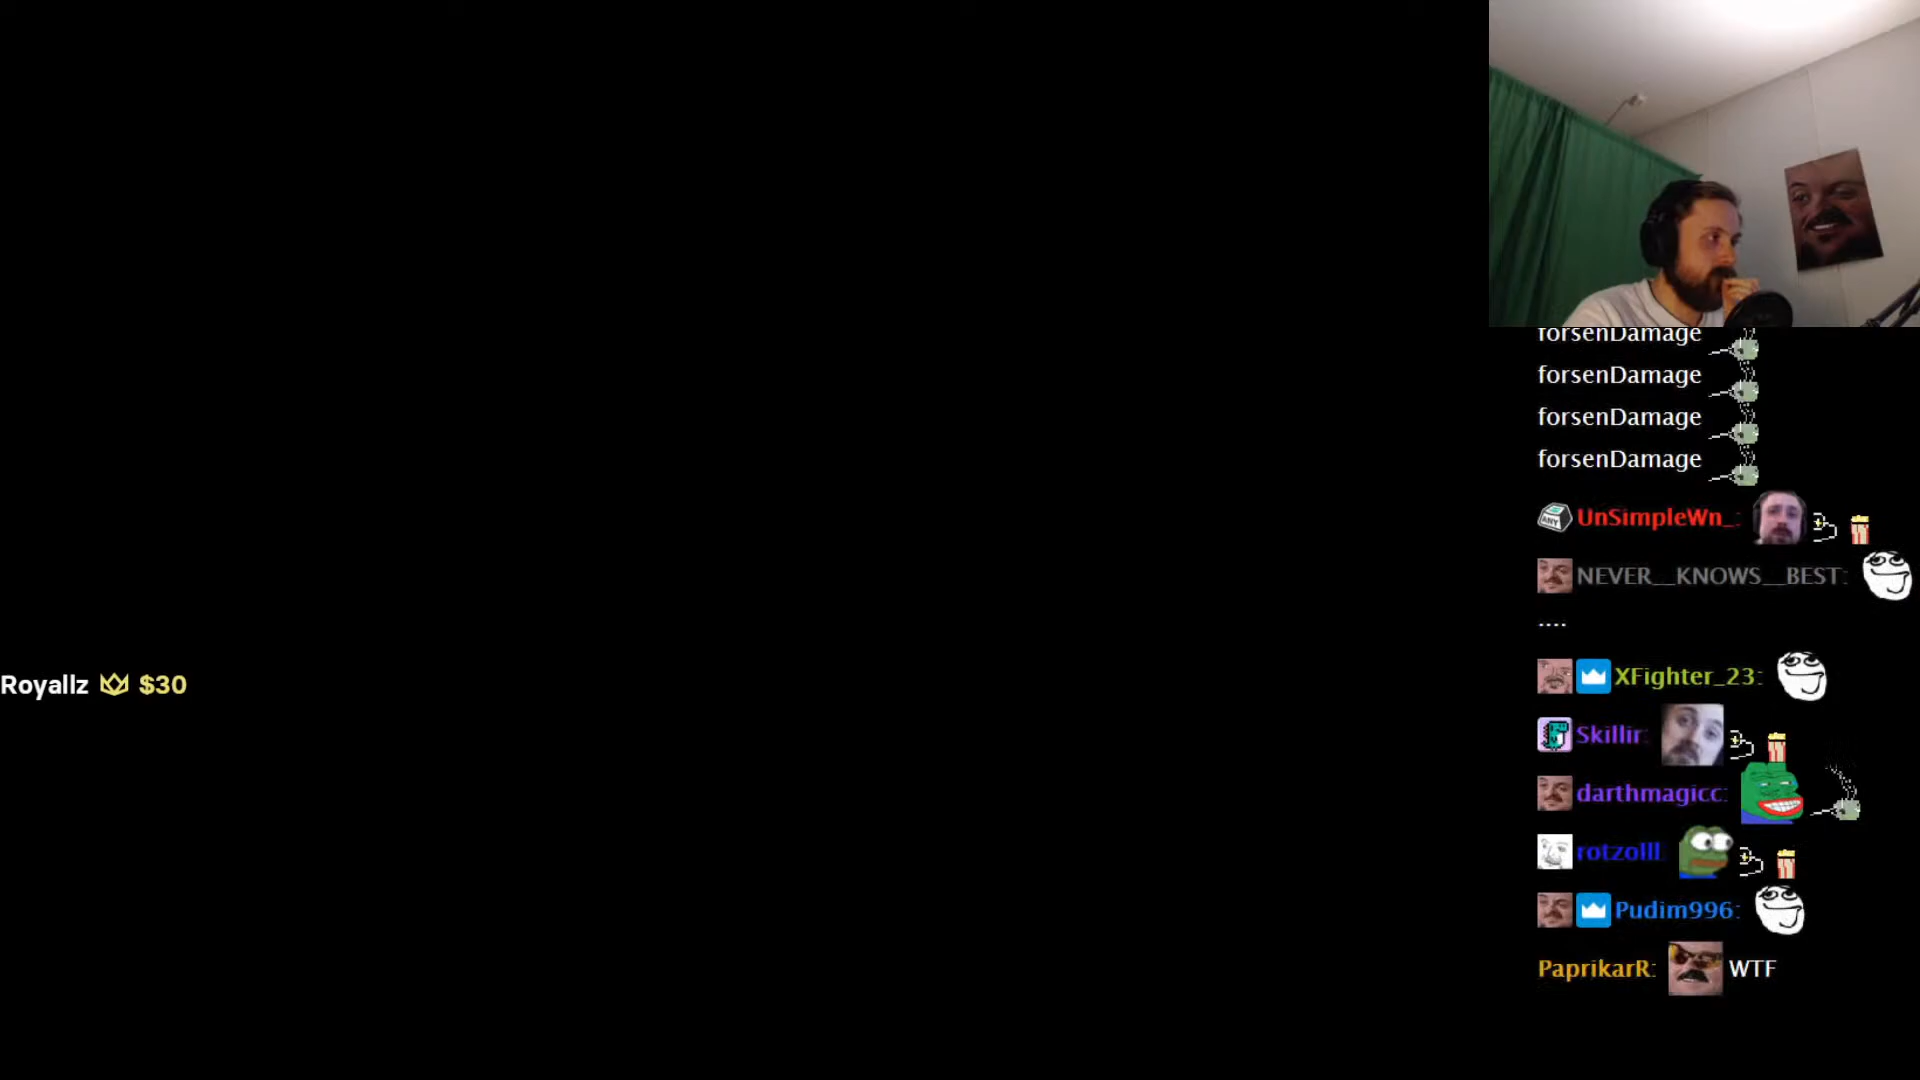 forsenDamage
forsenDamage
forsenDamage
forsenDamage
UnSimpleWn_:
NEVER__KNOWS__BEST:
....
XFighter_23:
Royallz $30
Skillir:
darthmagicc:
rotzolll:
Pudim996:
PaprikarR: WTF